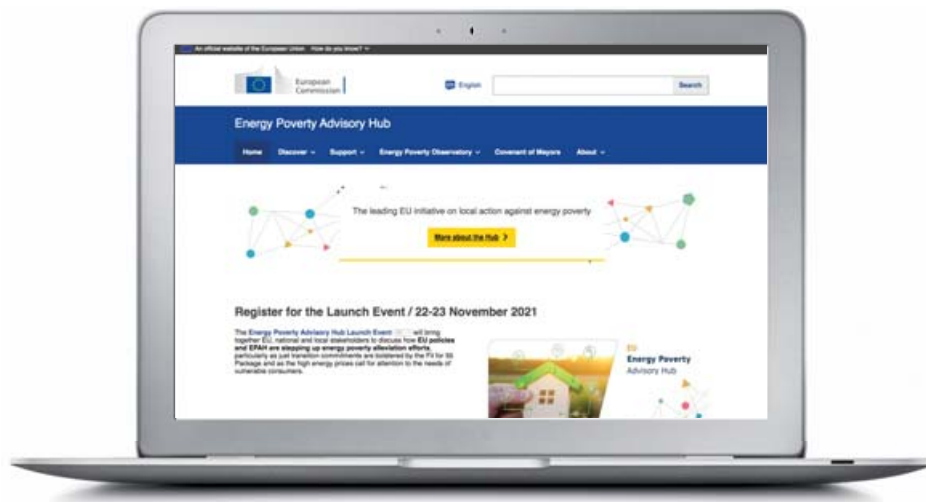 An official website of the European Union How do you know?
European
Commission
EN English
Search
Energy Poverty Advisory Hub
Home Discover Support Energy Poverty Observatory Covenant of Mayors About
The leading EU initiative on local action against energy poverty
More about the Hub
Register for the Launch Event / 22-23 November 2021
The Energy Poverty Advisory Hub Launch Event will bring
together EU, national and local stakeholders to discuss how EU policies
and EPAH are stepping up energy poverty alleviation efforts,
particularly as just transition commitments are bolstered by the Fit for 55
Package and as the high energy prices call for attention to the needs of
vulnerable consumers.
EU
Energy Poverty
Advisory Hub